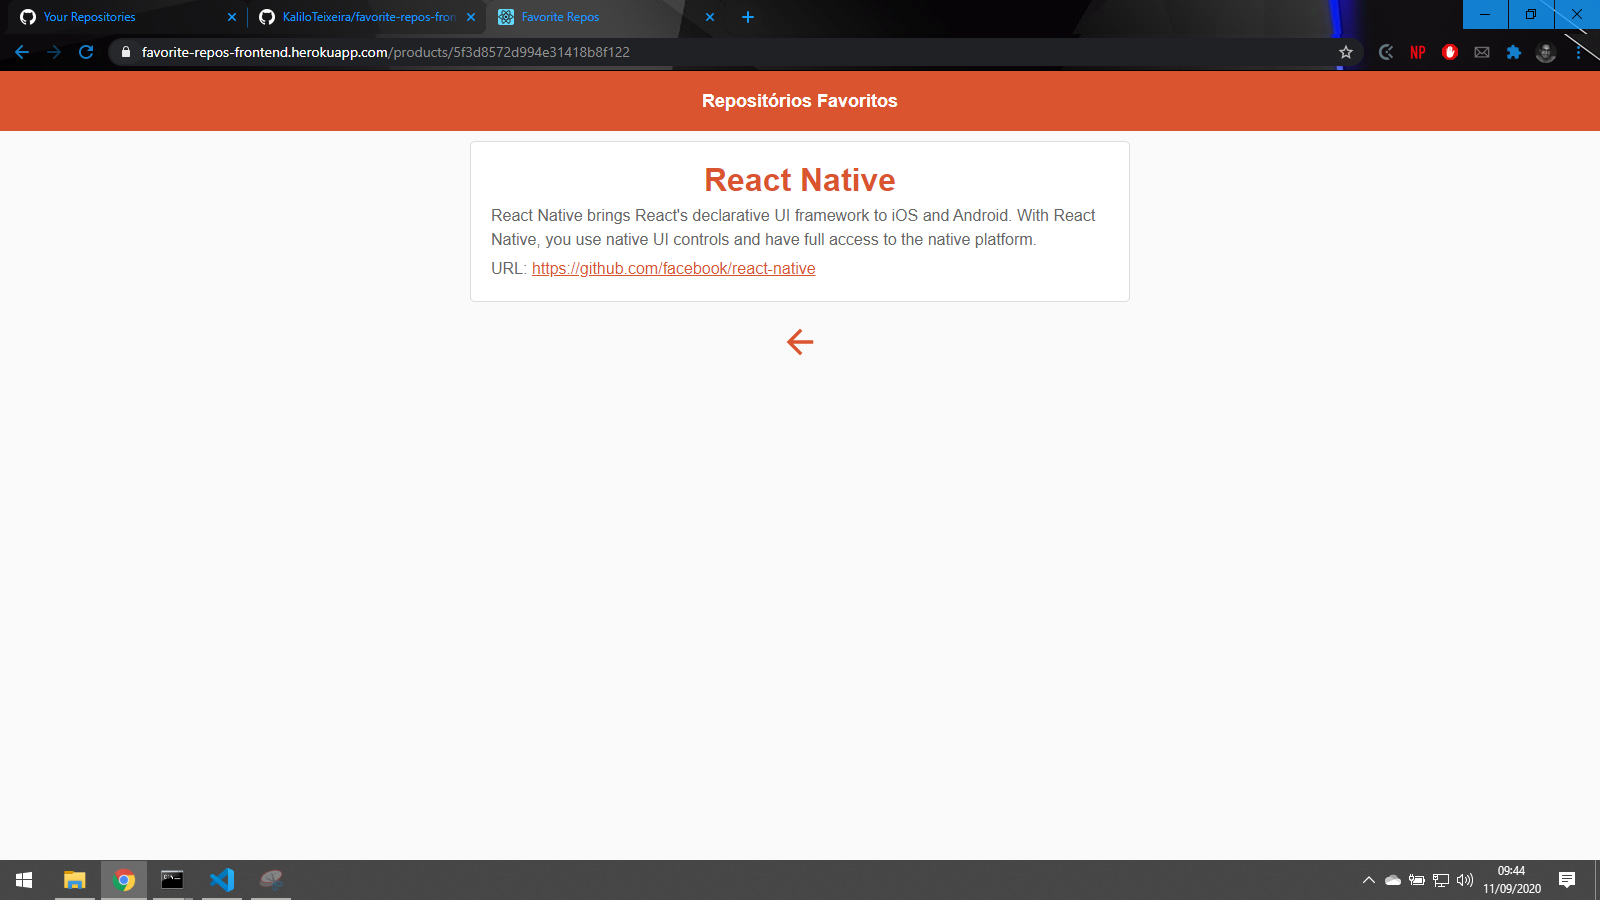 Your Repositories
KaliloTeixeira/favorite-repos-fron
Favorite Repos
favorite-repos-frontend.herokuapp.com/products/5f3d8572d994e31418b8f122
NP
Repositórios Favoritos
React Native
React Native brings React's declarative UI framework to iOS and Android. With React
Native, you use native UI controls and have full access to the native platform.
URL: https://github.com/facebook/react-native
09:44
11/09/2020